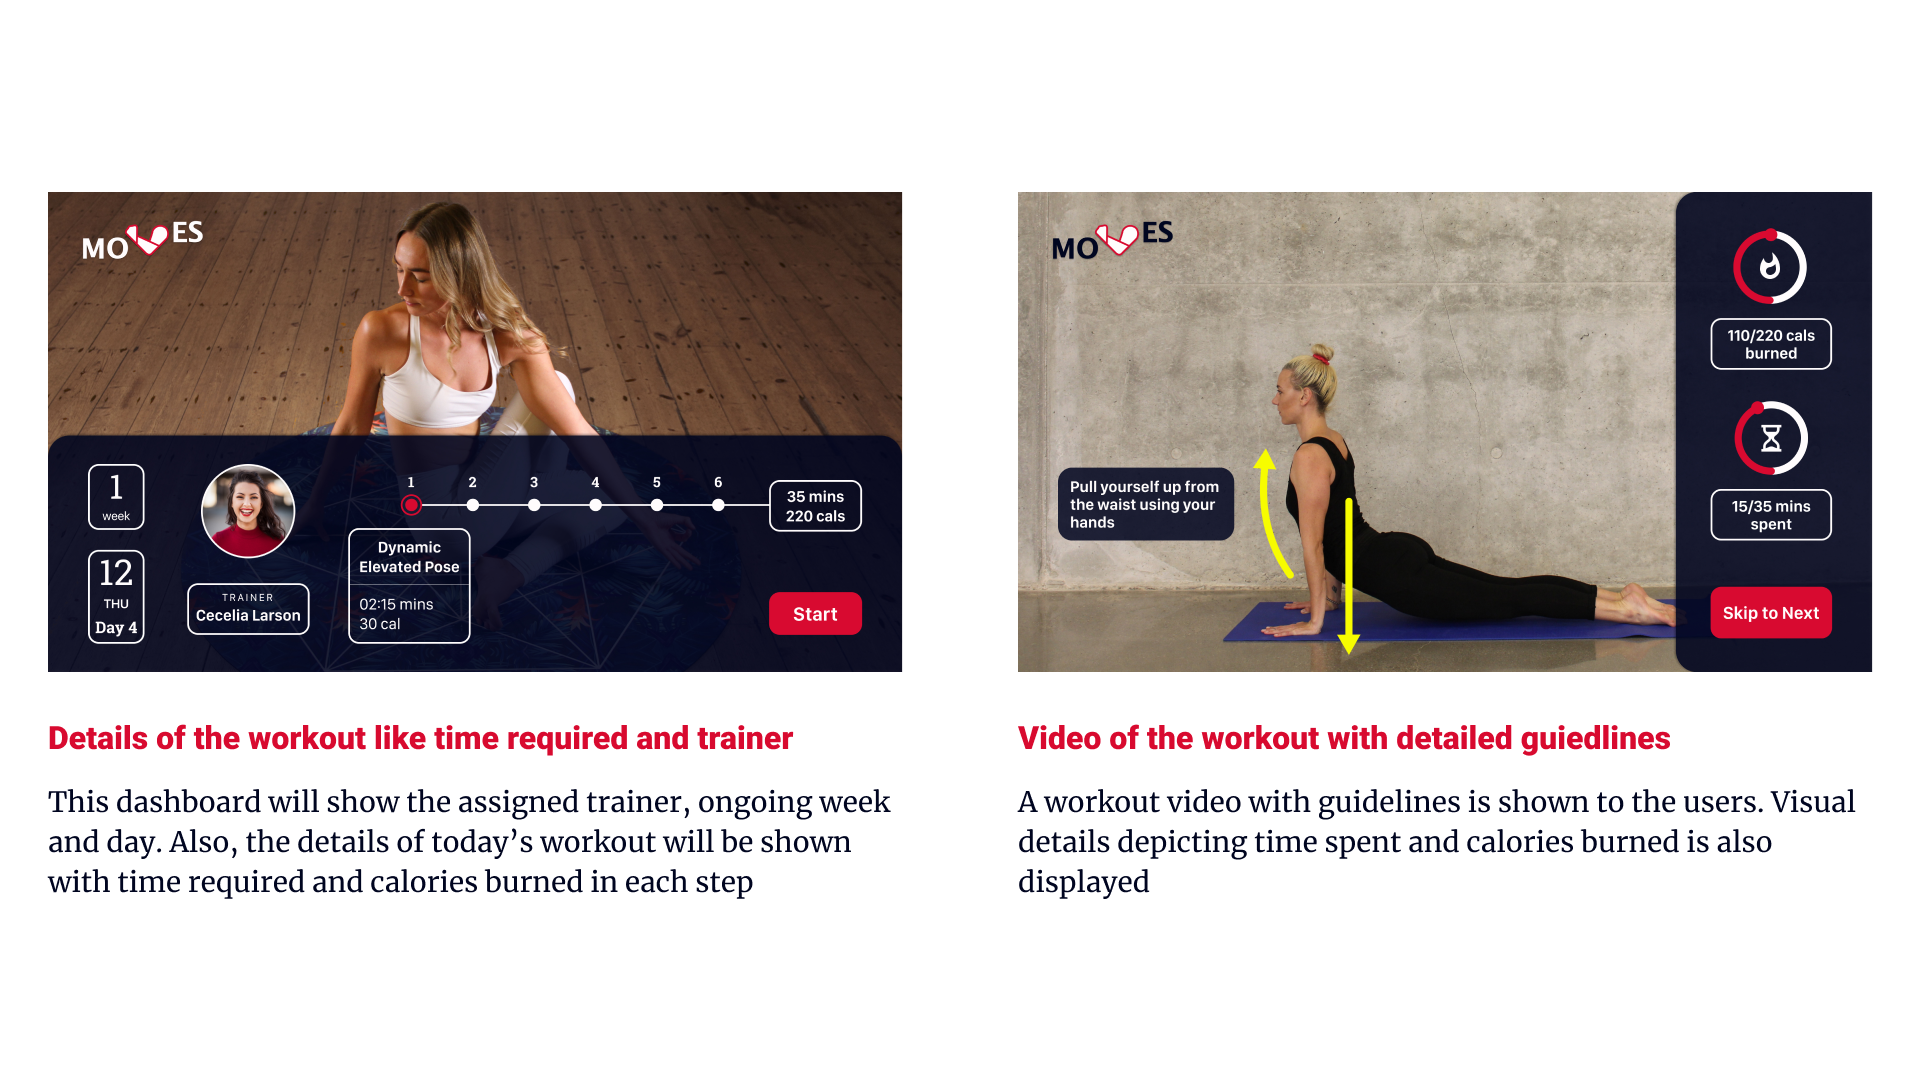 MOVES
1
week
12
THU
Day 4
TRAINER
Cecelia Larson
1 2 3 4 5 6
Dynamic
Elevated Pose
02:15 mins
30 cal
35 mins
220 cals
Start
Details of the workout like time required and trainer
This dashboard will show the assigned trainer, ongoing week
and day. Also, the details of today’s workout will be shown
with time required and calories burned in each step
MOVES
Pull yourself up from
the waist using your
hands
110/220 cals
burned
15/35 mins
spent
Skip to Next
Video of the workout with detailed guiedlines
A workout video with guidelines is shown to the users. Visual
details depicting time spent and calories burned is also
displayed